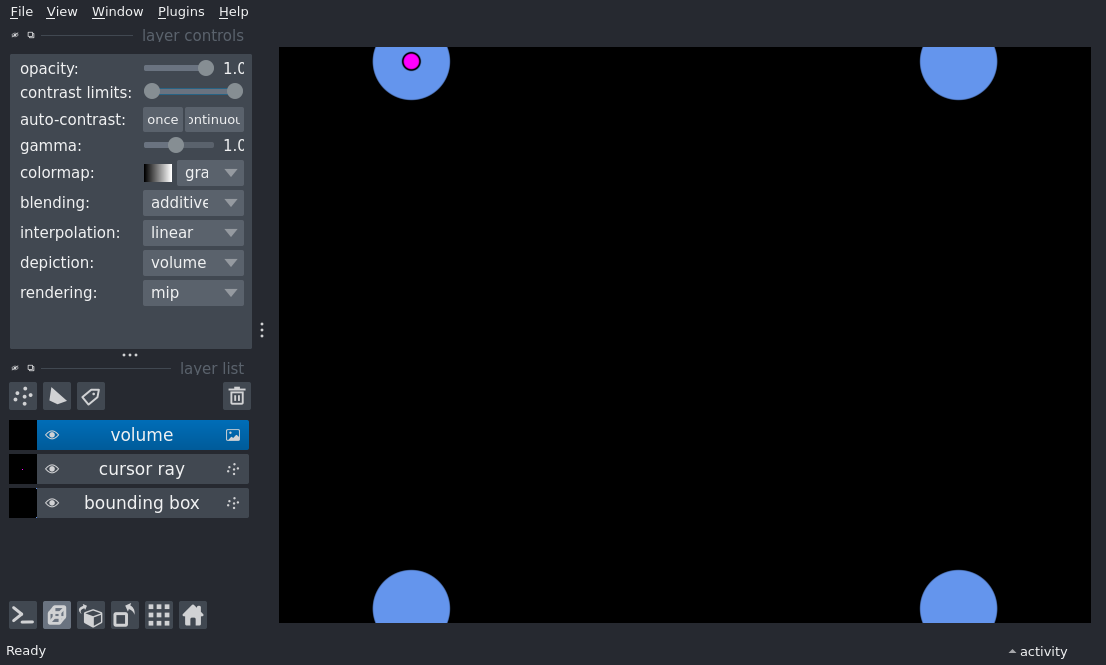 File View Window Plugins Help
layer controls
opacity: 1.0
contrast limits:
auto-contrast: once ontinuou
gamma: 1.0
colormap: gra
blending: additive
interpolation: linear
depiction: volume
rendering: mip
layer list
volume
cursor ray
bounding box
Ready activity